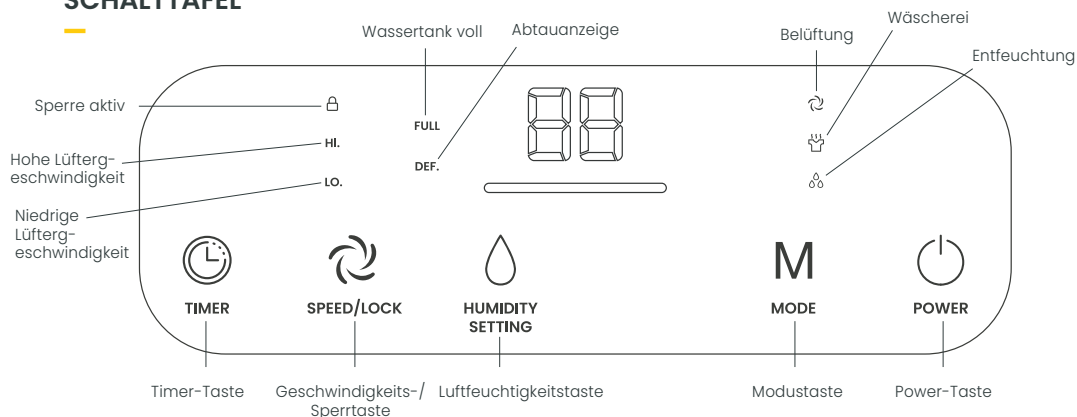 SCHALTTAFEL
Wassertank voll
Abtauanzeige
Belüftung
Wäscherei
Entfeuchtung
Sperre aktiv
FULL
HI.
Hohe Lüfterg-
eschwindigkeit
DEF.
LO.
Niedrige
Lüfterg-
eschwindigkeit
88
TIMER
SPEED/LOCK
HUMIDITY
SETTING
M
MODE
POWER
Timer-Taste
Geschwindigkeits-/
Sperrtaste
Luftfeuchtigkeitstaste
Modustaste
Power-Taste